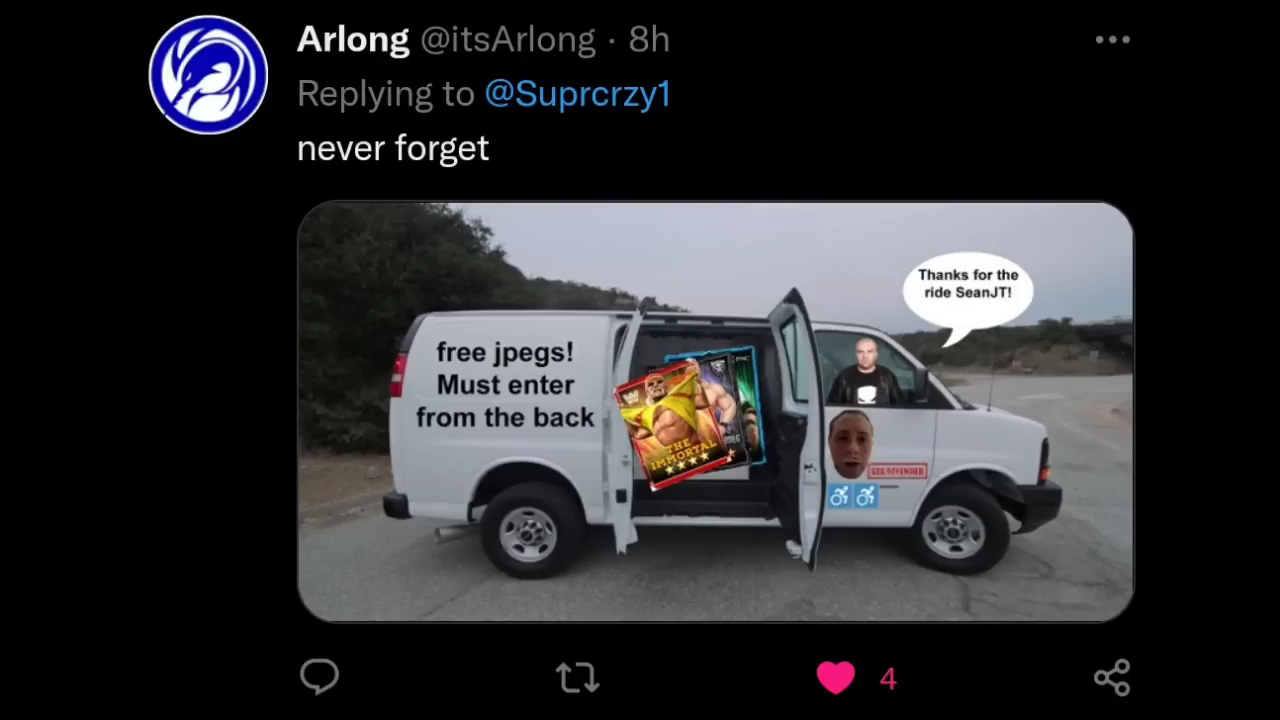 Arlong @itsArlong · 8h
Replying to @Suprcrzy1
never forget
Thanks for the
ride SeanJT!
free jpegs!
Must enter
from the back
THE
IMMORTAL
SEX OFFENDER
4